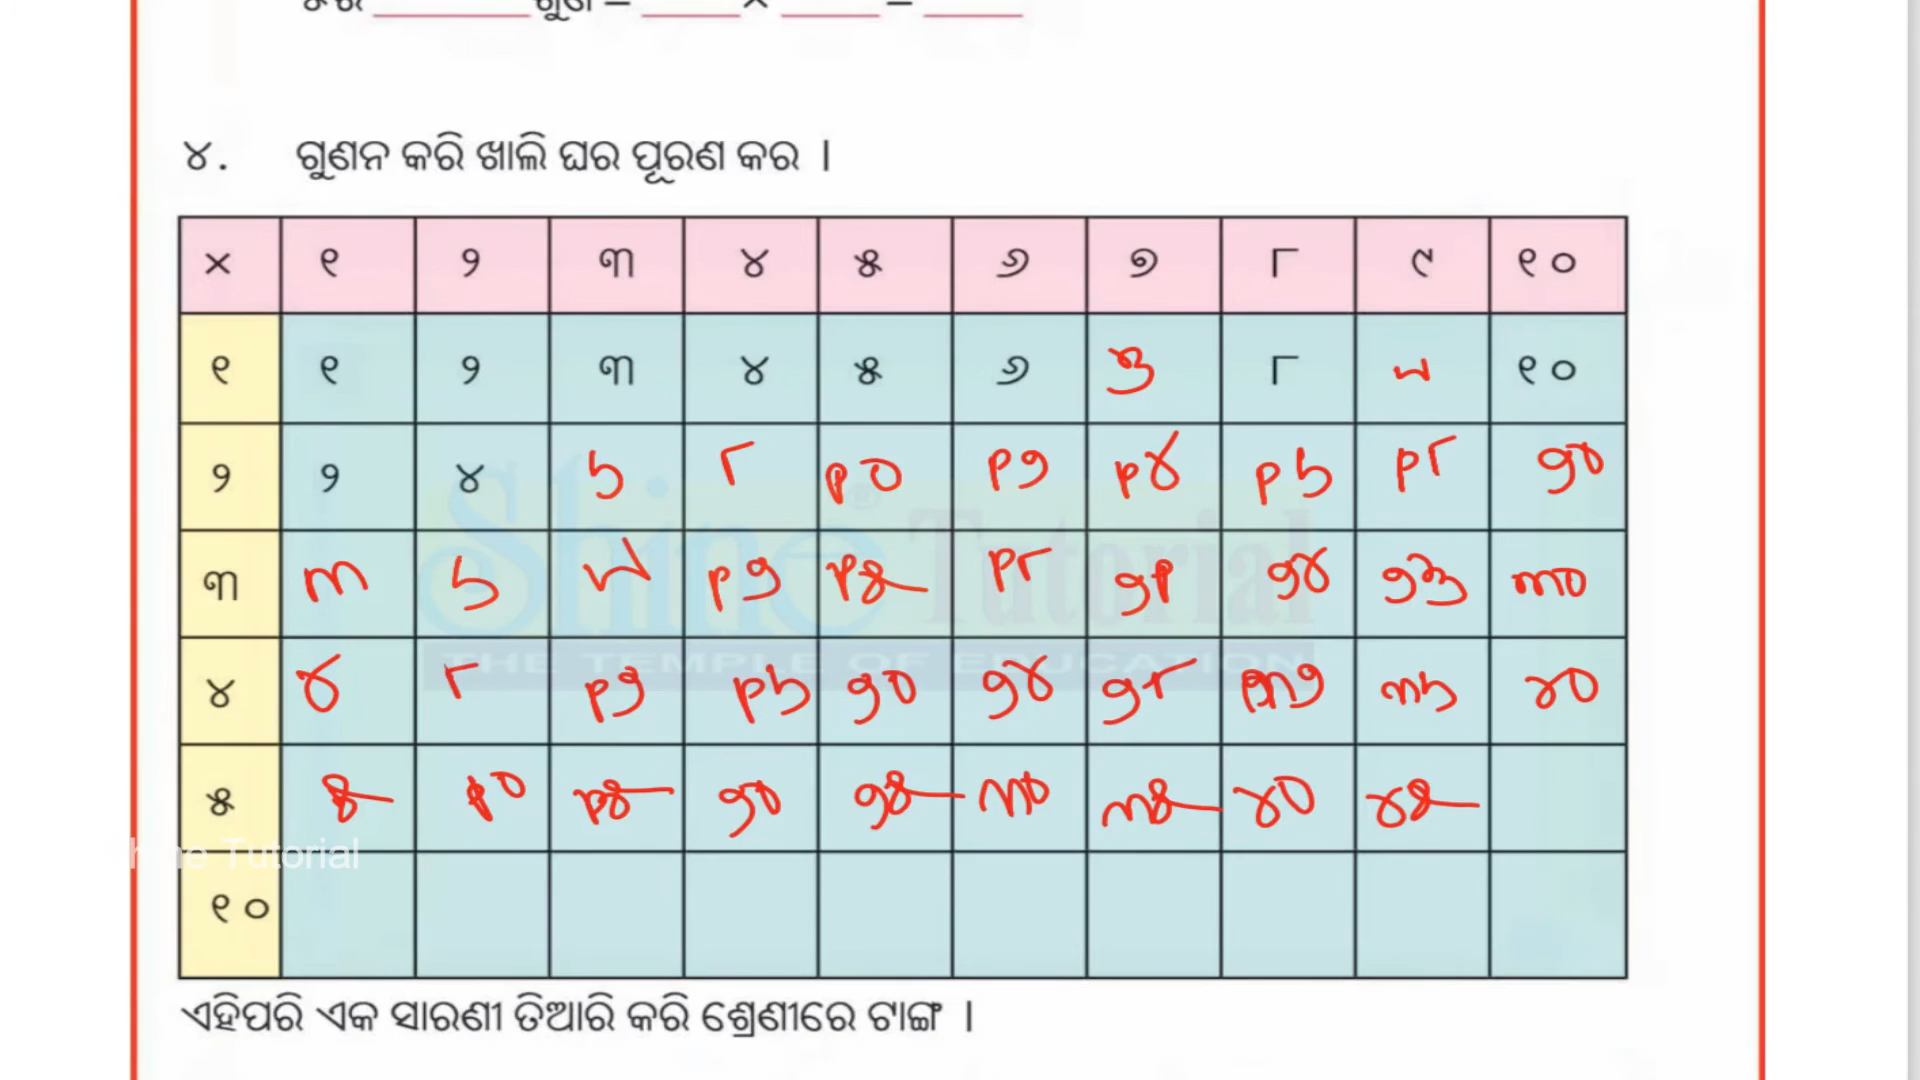 ୪. ଗୁଣନ କରି ଖାଲି ଘର ପୂରଣ କର ।
× ୧ ୨ ୩ ୪ ୫ ୬ ୭ ୮ ୯ ୧୦
୧ ୧ ୨ ୩ ୪ ୫ ୬ ୭ ୮ ୯ ୧୦
୨ ୨ ୪ ୬ ୮ ୧୦ ୧୨ ୧୪ ୧୬ ୧୮ ୨୦
୩ ୩ ୬ ୯ ୧୨ ୧୫ ୧୮ ୨୧ ୨୪ ୨୭ ୩୦
Shine Tutorial
THE TEMPLE OF EDUCATION
୪ ୪ ୮ ୧୨ ୧୬ ୨୦ ୨୪ ୨୮ ୩୨ ୩୬ ୪୦
୫ ୫ ୧୦ ୧୫ ୨୦ ୨୫ ୩୦ ୩୫ ୪୦ ୪୫
hine Tutorial
୧୦
ଏହିପରି ଏକ ସାରଣୀ ତିଆରି କରି ଶ୍ରେଣୀରେ ଟାଙ୍ଗ ।